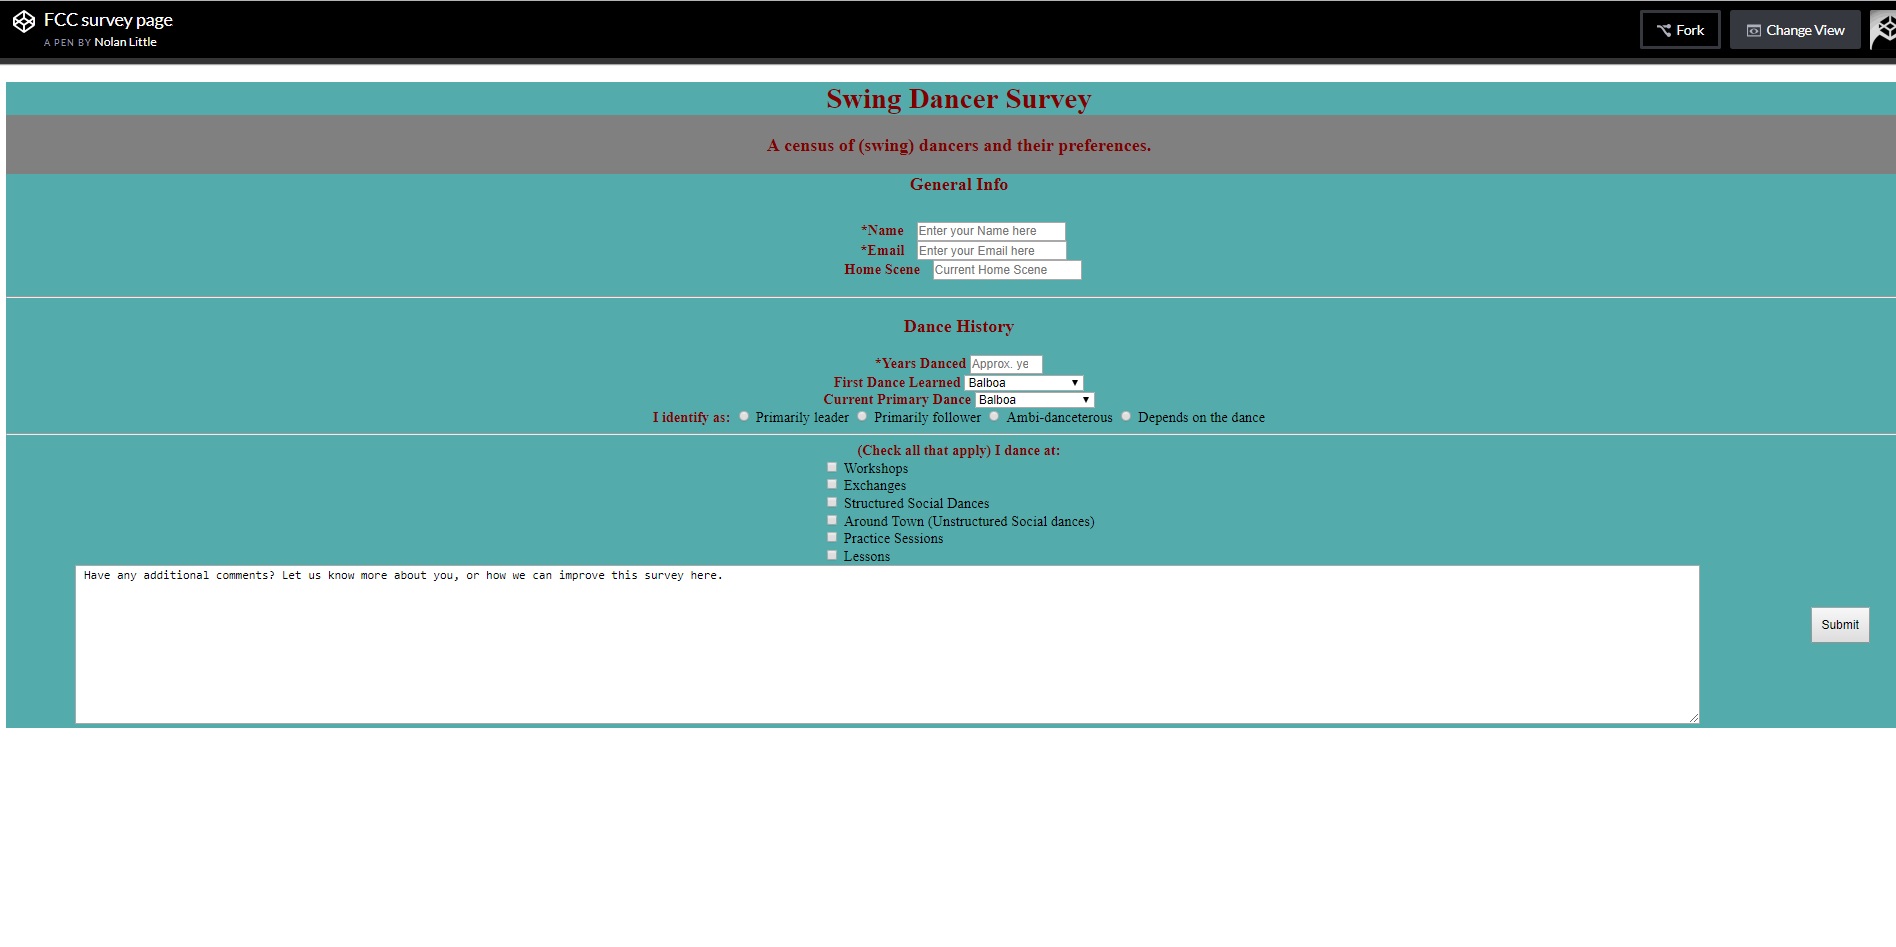 FCC survey page
A PEN BY Nolan Little
Fork
Change View
Swing Dancer Survey
A census of (swing) dancers and their preferences.
General Info
*Name Enter your Name here
*Email Enter your Email here
Home Scene Current Home Scene
Dance History
*Years Danced Approx. ye
First Dance Learned Balboa
Current Primary Dance Balboa
I identify as: Primarily leader Primarily follower Ambi-danceterous Depends on the dance
(Check all that apply) I dance at:
Workshops
Exchanges
Structured Social Dances
Around Town (Unstructured Social dances)
Practice Sessions
Lessons
Have any additional comments? Let us know more about you, or how we can improve this survey here.
Submit